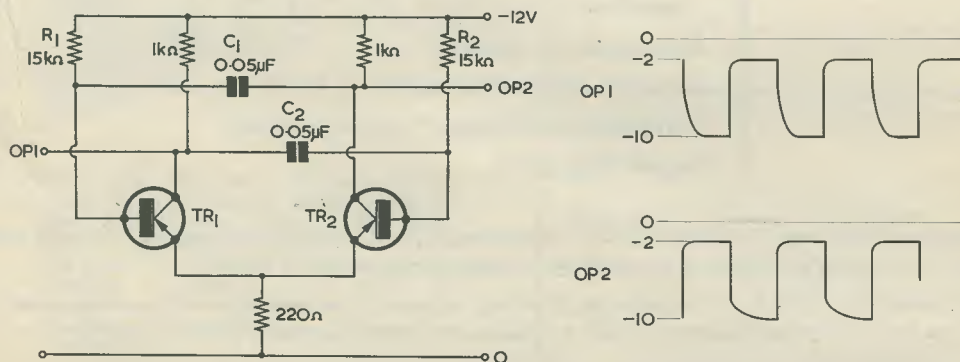 -12V
R1
15kΩ
1kΩ
C1
0·05µF
1kΩ
R2
15kΩ
OP2
C2
0·05µF
OP1
TR1
TR2
220Ω
0
0
-2
OP1
-10
0
-2
OP2
-10